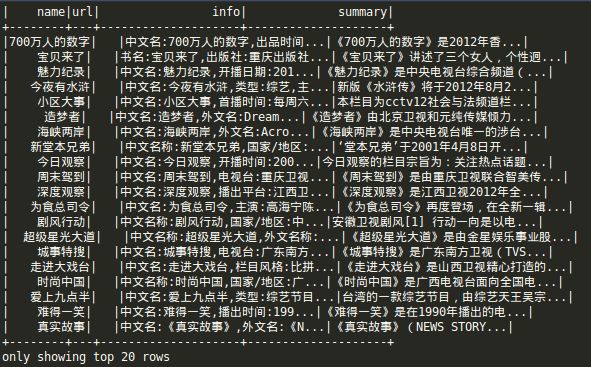 |    name|url|                info|             summary|
+--------+---+--------------------+--------------------+
|700万人的数字|   |中文名:700万人的数字,出品时间...|《700万人的数字》是2012年香...|
|    宝贝来了|   |书名:宝贝来了,出版社:重庆出版社...|《宝贝来了》讲述了三个女人，个性迥...|
|    魅力纪录|   |中文名:魅力纪录,开播日期:201...|《魅力纪录》是中央电视台综合频道（...|
|   今夜有水浒|   |中文名:今夜有水浒,类型:综艺,主...|新版《水浒传》将于2012年8月2...|
|    小区大事|   |中文名:小区大事,首播时间:每周六...|本栏目为cctv12社会与法频道栏...|
|     造梦者|   |中文名:造梦者,外文名:Dream...|《造梦者》由北京卫视和元纯传媒倾力...|
|    海峡两岸|   |中文名:海峡两岸,外文名:Acro...|《海峡两岸》是中央电视台唯一的涉台...|
|   新堂本兄弟|   |中文名称:新堂本兄弟,国家/地区:...|‘堂本兄弟’于2001年4月8日开...|
|    今日观察|   |中文名:今日观察,开播时间:200...|今日观察的栏目宗旨为：关注热点话题...|
|    周末驾到|   |中文名:周末驾到,电视台:重庆卫视...|《周末驾到》是由重庆卫视联合智美传...|
|    深度观察|   |中文名:深度观察,播出平台:江西卫...|《深度观察》是江西卫视2012年全...|
|   为食总司令|   |中文名:为食总司令,主演:高海宁陈...|《为食总司令》再度登场，在全新一辑...|
|    剧风行动|   |中文名称:剧风行动,国家/地区:中...|安徽卫视剧风[1] 行动一向是以电...|
|  超级星光大道|   |中文名称:超级星光大道,外文名称:...|《超级星光大道》是由金星娱乐事业股...|
|    城事特搜|   |中文名:城事特搜,电视台:广东南方...|《城事特搜》是广东南方卫视（TVS...|
|   走进大戏台|   |中文名:走进大戏台,栏目风格:比拼...|《走进大戏台》是山西卫视精心打造的...|
|    时尚中国|   |中文名称:时尚中国,国家/地区:广...|《时尚中国》是广西电视台面向全国电...|
|   爱上九点半|   |中文名:爱上九点半,类型:综艺节目...|台湾的一款综艺节目，由综艺天王吴宗...|
|    难得一笑|   |中文名:难得一笑,播出时间:199...|《难得一笑》是在1990年播出的电...|
|    真实故事|   |中文名:《真实故事》,外文名:《N...|《真实故事》（NEWS STORY...|
+--------+---+--------------------+--------------------+
only showing top 20 rows